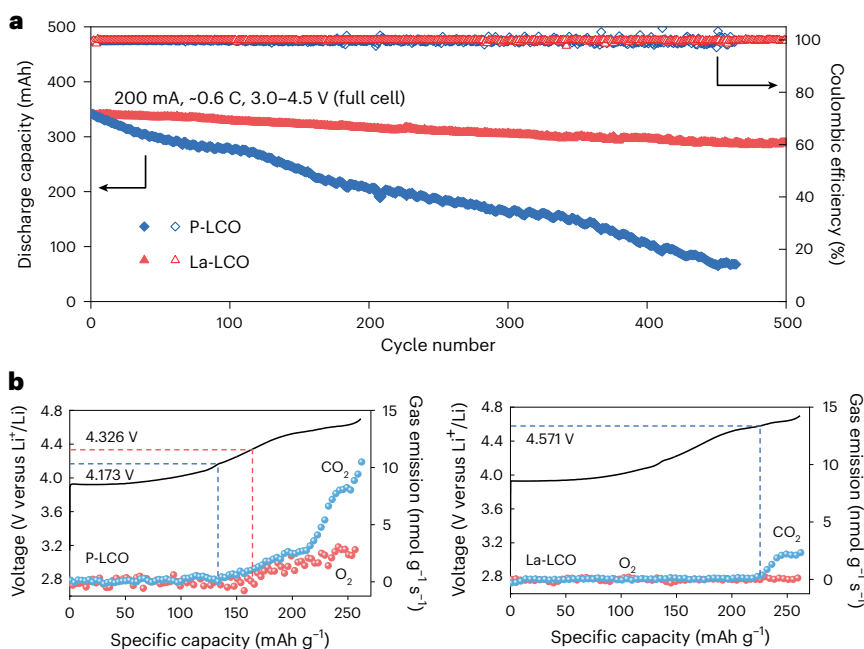 a
500
400
300
200
100
0
Discharge capacity (mAh)
200 mA, ~0.6 C, 3.0–4.5 V (full cell)
P-LCO
La-LCO
100
80
60
40
20
0
Coulombic efficiency (%)
0 100 200 300 400 500
Cycle number
b
4.8
4.4
4.0
3.6
3.2
2.8
Voltage (V versus Li⁺/Li)
4.326 V
4.173 V
CO₂
P-LCO
O₂
15
10
5
0
Gas emission (nmol g⁻¹ s⁻¹)
0 50 100 150 200 250
Specific capacity (mAh g⁻¹)
4.8
4.4
4.0
3.6
3.2
2.8
Voltage (V versus Li⁺/Li)
4.571 V
CO₂
La-LCO
O₂
15
10
5
0
Gas emission (nmol g⁻¹ s⁻¹)
0 50 100 150 200 250
Specific capacity (mAh g⁻¹)